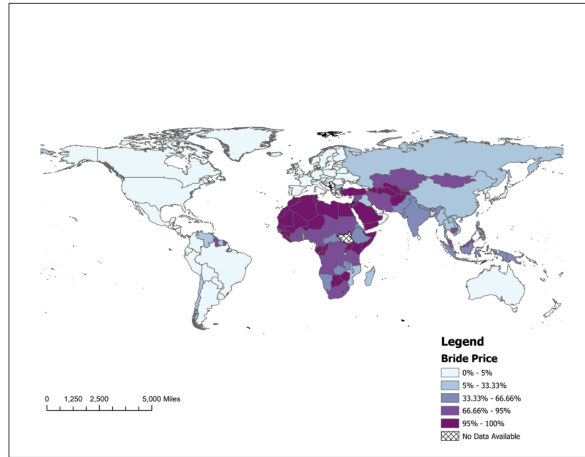 Legend
Bride Price
0% - 5%
5% - 33.33%
33.33% - 66.66%
66.66% - 95%
95% - 100%
No Data Available
0 1,250 2,500 5,000 Miles